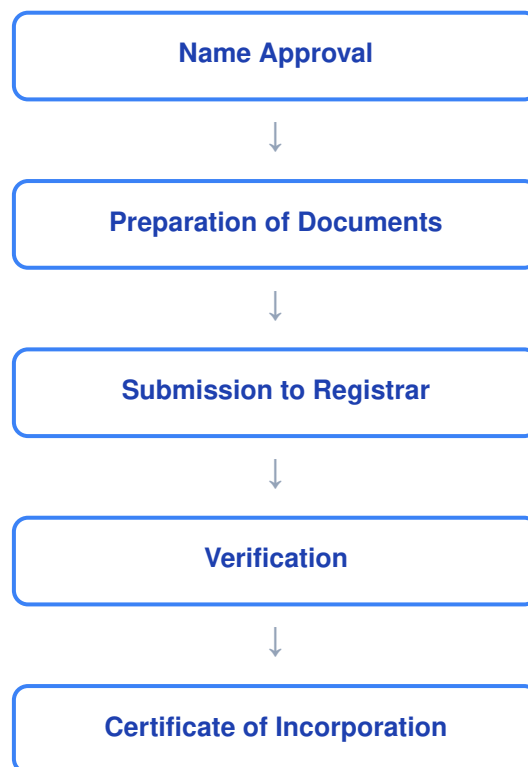 Name Approval
↓
Preparation of Documents
↓
Submission to Registrar
↓
Verification
↓
Certificate of Incorporation